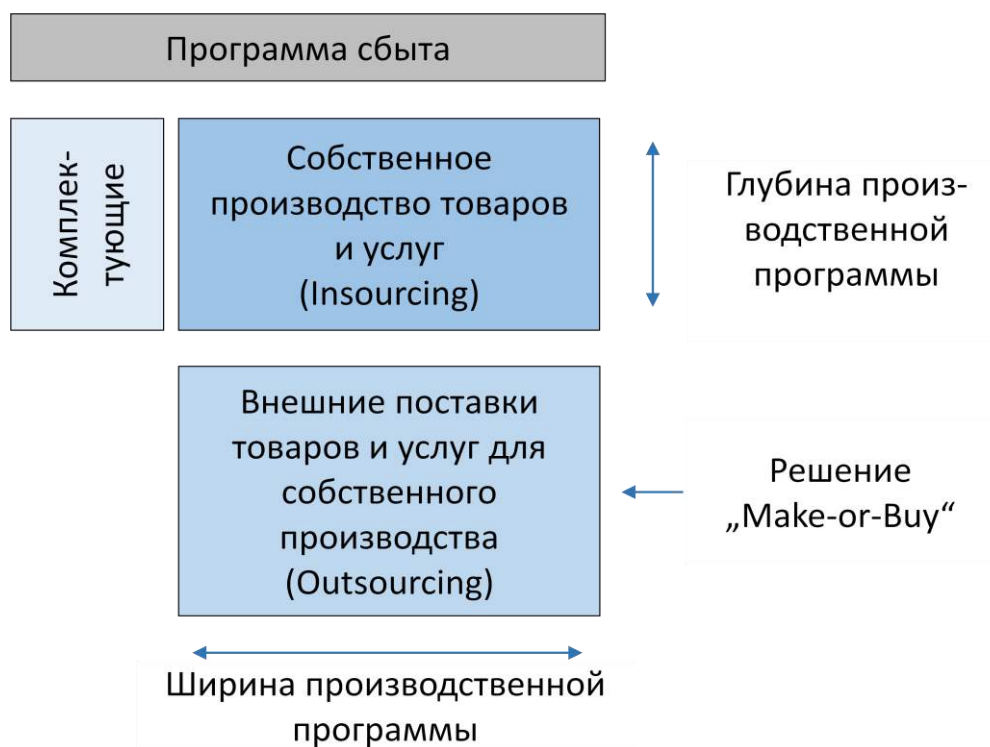 Программа сбыта
Комплек-
тующие
Собственное
производство товаров
и услуг
(Insourcing)
Глубина произ-
водственной
программы
Внешние поставки
товаров и услуг для
собственного
производства
(Outsourcing)
Решение
„Make-or-Buy“
Ширина производственной
программы